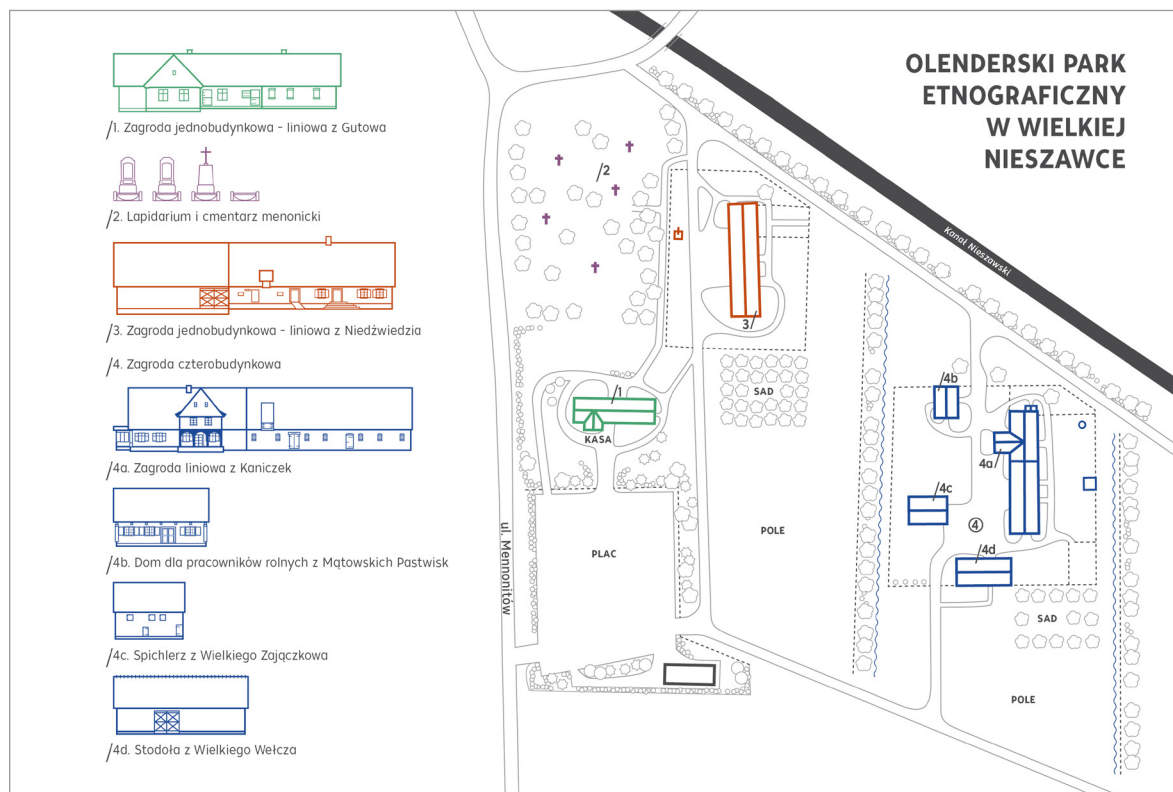 OLENDERSKI PARK
ETNOGRAFICZNY
W WIELKIEJ
NIESZAWCE
/1. Zagroda jednobudynkowa - liniowa z Gutowa
/2. Lapidarium i cmentarz menonicki
/3. Zagroda jednobudynkowa - liniowa z Niedźwiedzia
/4. Zagroda czterobudynkowa
/4a. Zagroda liniowa z Kaniczek
/4b. Dom dla pracowników rolnych z Mątowskich Pastwisk
/4c. Spichlerz z Wielkiego Zajączkowa
/4d. Stodoła z Wielkiego Wełcza
/2
Kanał Nieszawski
3/
SAD
/4b
/1
KASA
4a/
/4c
4
POLE
PLAC
/4d
ul. Mennonitów
SAD
POLE